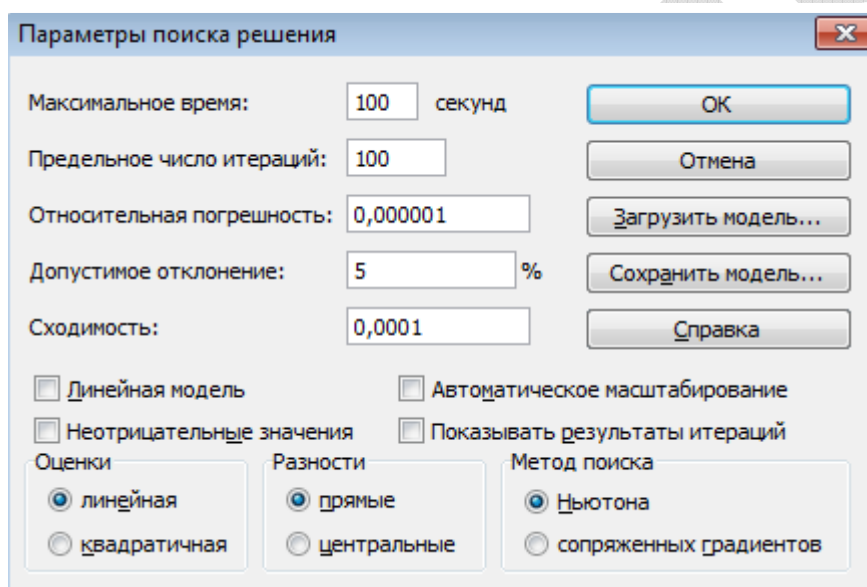 Параметры поиска решения
Максимальное время: 100 секунд ОК
Предельное число итераций: 100 Отмена
Относительная погрешность: 0,000001 Загрузить модель...
Допустимое отклонение: 5 % Сохранить модель...
Сходимость: 0,0001 Справка
Линейная модель Автоматическое масштабирование
Неотрицательные значения Показывать результаты итераций
Оценки Разности Метод поиска
линейная прямые Ньютона
квадратичная центральные сопряженных градиентов